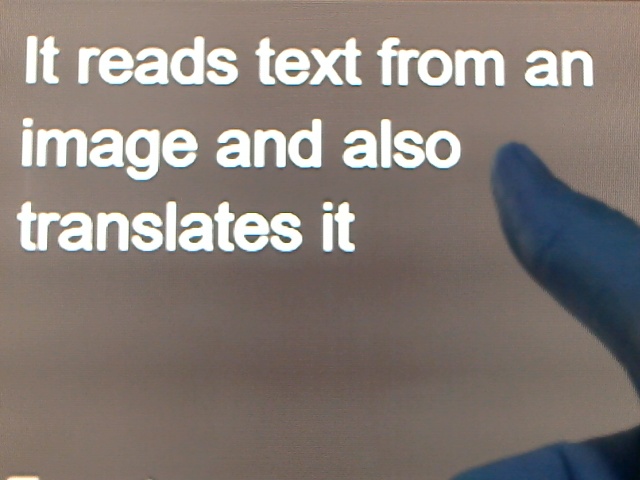 It reads text from an
image and also
translates it